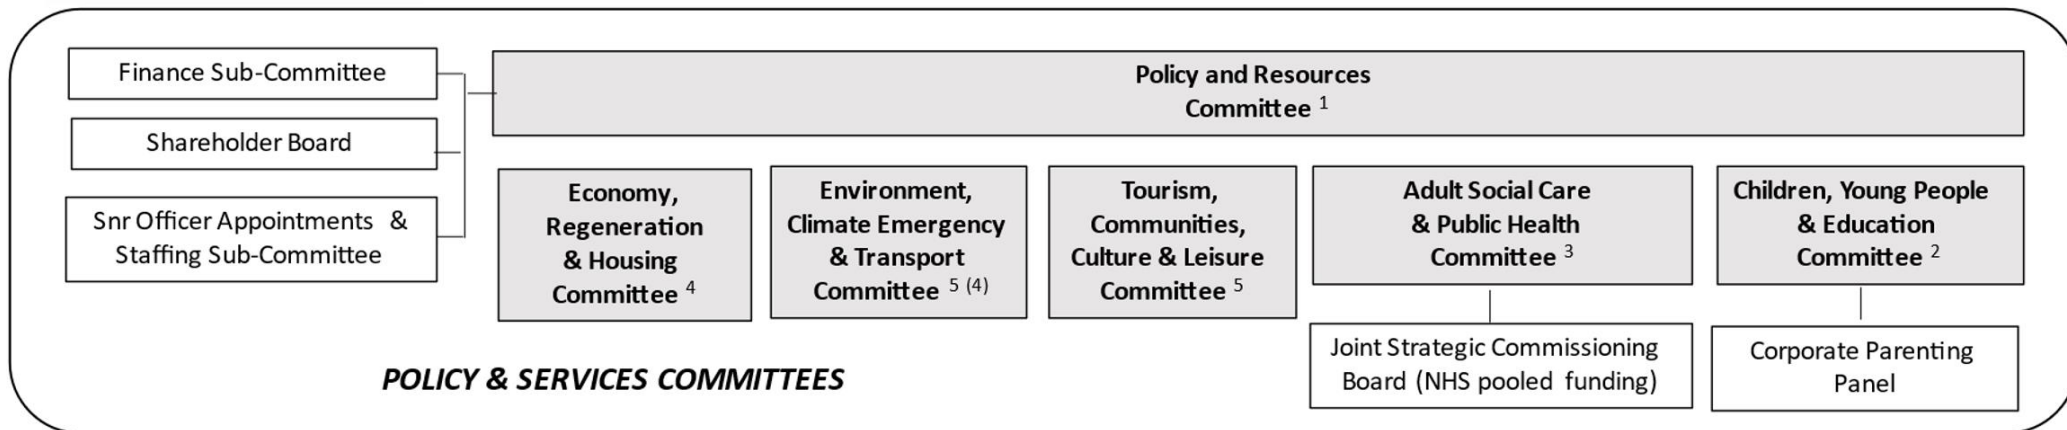 Finance Sub-Committee
Shareholder Board
Snr Officer Appointments &
Staffing Sub-Committee
Policy and Resources
Committee 1
Economy,
Regeneration
& Housing
Committee 4
Environment,
Climate Emergency
& Transport
Committee 5 (4)
Tourism,
Communities,
Culture & Leisure
Committee 5
Adult Social Care
& Public Health
Committee 3
Children, Young People
& Education
Committee 2
Joint Strategic Commissioning
Board (NHS pooled funding)
Corporate Parenting
Panel
POLICY & SERVICES COMMITTEES